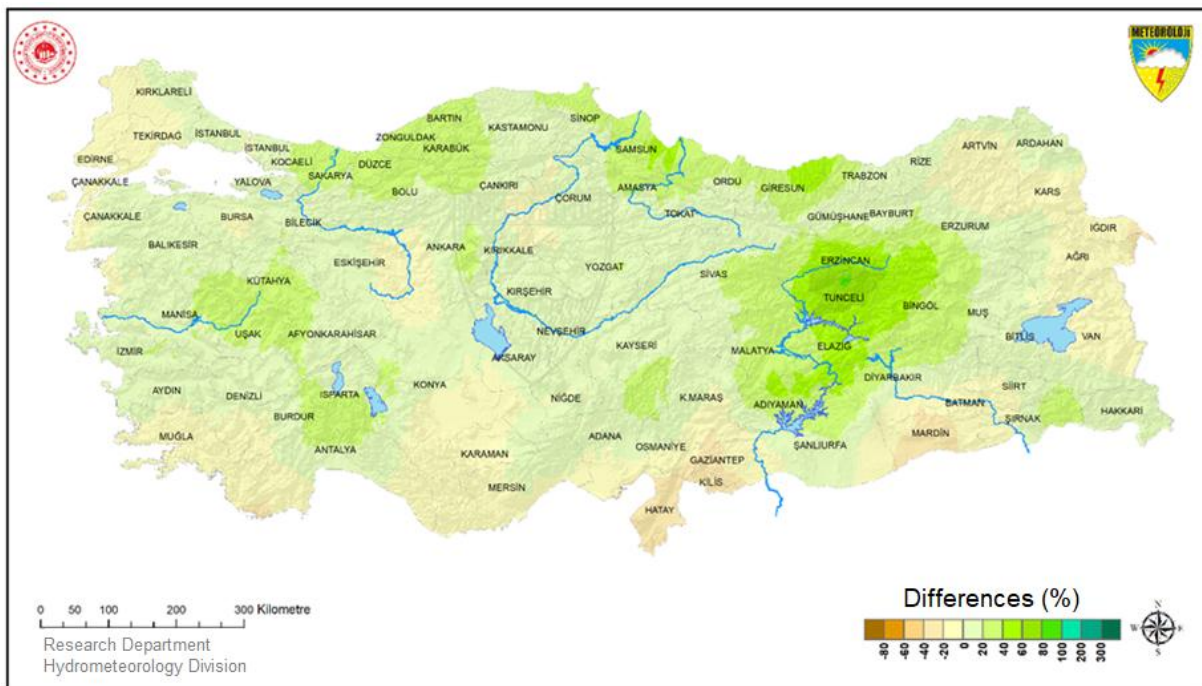 METEOROLOJİ
KIRKLARELİ
TEKİRDAĞ
İSTANBUL
EDİRNE
İSTANBUL
KOCAELİ
ÇANAKKALE
YALOVA
SAKARYA
DÜZCE
ZONGULDAK
BARTIN
KARABÜK
KASTAMONU
SİNOP
SAMSUN
BOLU
ÇANKIRI
ÇORUM
AMASYA
ORDU
GİRESUN
TRABZON
RİZE
ARTVİN
ARDAHAN
KARS
ÇANAKKALE
BURSA
BİLECİK
TOKAT
GÜMÜŞHANE
BAYBURT
ERZURUM
IĞDIR
BALIKESİR
ESKİŞEHİR
ANKARA
KIRIKKALE
YOZGAT
SİVAS
ERZİNCAN
AĞRI
KÜTAHYA
KIRŞEHİR
TUNCELİ
BİNGÖL
MUŞ
MANİSA
UŞAK
AFYONKARAHİSAR
NEVŞEHİR
KAYSERİ
MALATYA
ELAZIĞ
BİTLİS
VAN
İZMİR
AKSARAY
DİYARBAKIR
SİİRT
AYDIN
DENİZLİ
ISPARTA
KONYA
NİĞDE
K.MARAŞ
ADIYAMAN
BATMAN
ŞIRNAK
HAKKARİ
BURDUR
MUĞLA
ANTALYA
KARAMAN
ADANA
OSMANİYE
GAZİANTEP
ŞANLIURFA
MARDİN
MERSİN
KİLİS
HATAY
0 50 100 200 300 Kilometre
Research Department
Hydrometeorology Division
Differences (%)
-80 -60 -40 -20 0 20 40 60 80 100 200 300
N
W E
S